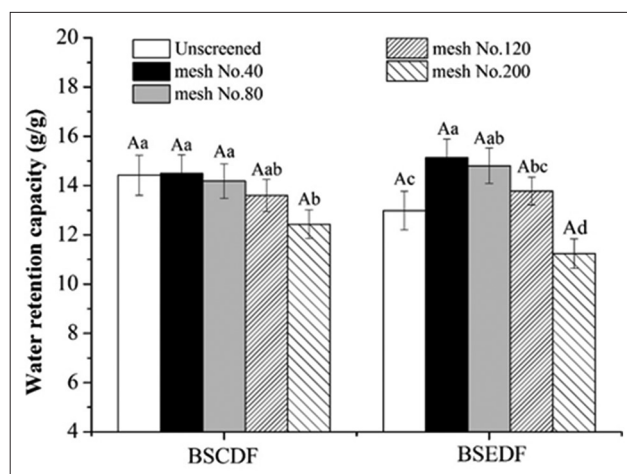 20
18
16
14
12
10
8
6
4
Water retention capacity (g/g)
Unscreened
mesh No.40
mesh No.80
mesh No.120
mesh No.200
Aa
Aa
Aa
Aab
Ab
Ac
Aa
Aab
Abc
Ad
BSCDF
BSEDF